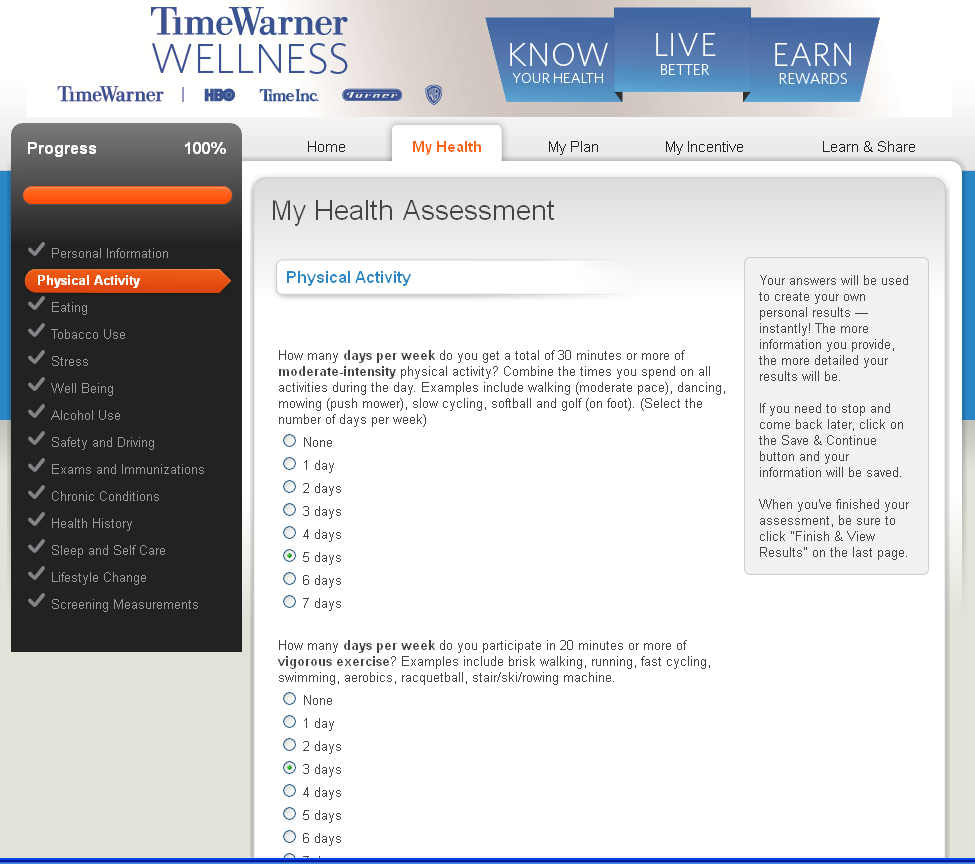 TimeWarner
WELLNESS
TimeWarner | HBO TimeInc. Turner WB
KNOW
YOUR HEALTH
LIVE
BETTER
EARN
REWARDS
Progress 100%
Home My Health My Plan My Incentive Learn & Share
My Health Assessment
Personal Information
Physical Activity
Eating
Tobacco Use
Stress
Well Being
Alcohol Use
Safety and Driving
Exams and Immunizations
Chronic Conditions
Health History
Sleep and Self Care
Lifestyle Change
Screening Measurements
Physical Activity
How many days per week do you get a total of 30 minutes or more of
moderate-intensity physical activity? Combine the times you spend on all
activities during the day. Examples include walking (moderate pace), dancing,
mowing (push mower), slow cycling, softball and golf (on foot). (Select the
number of days per week)
None
1 day
2 days
3 days
4 days
5 days
6 days
7 days
How many days per week do you participate in 20 minutes or more of
vigorous exercise? Examples include brisk walking, running, fast cycling,
swimming, aerobics, racquetball, stair/ski/rowing machine.
None
1 day
2 days
3 days
4 days
5 days
6 days
Your answers will be used
to create your own
personal results —
instantly! The more
information you provide,
the more detailed your
results will be.
If you need to stop and
come back later, click on
the Save & Continue
button and your
information will be saved.
When you've finished your
assessment, be sure to
click "Finish & View
Results" on the last page.